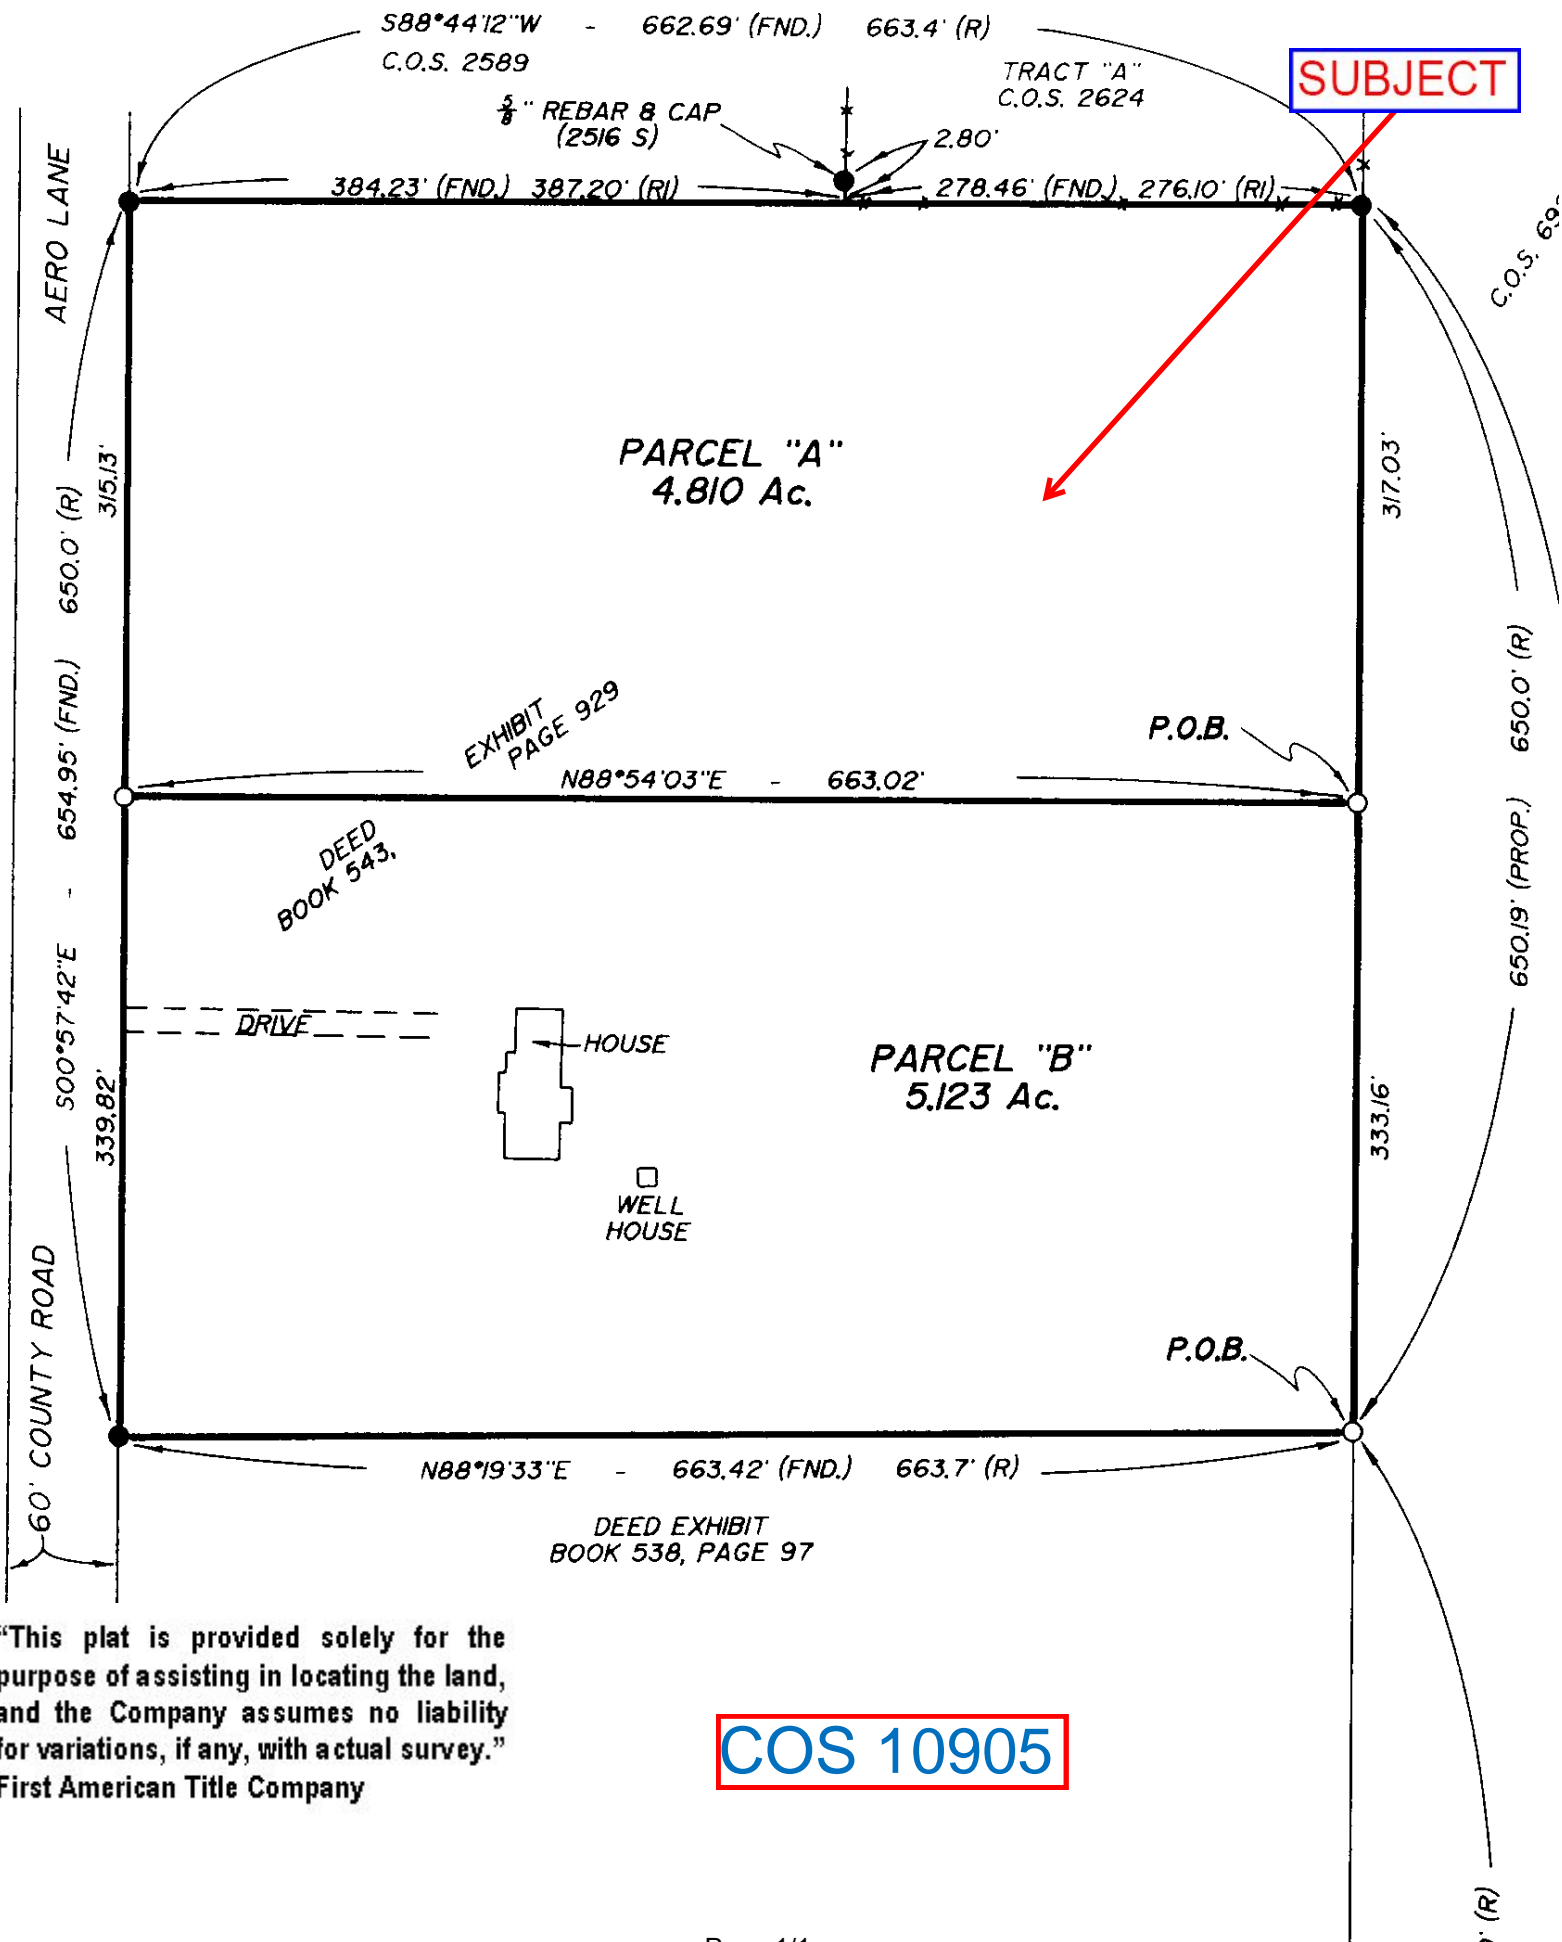 S88°44'12"W - 662.69' (FND.) 663.4' (R)
C.O.S. 2589
TRACT "A"
C.O.S. 2624
SUBJECT
5/8" REBAR & CAP
(2516 S)
2.80'
384.23' (FND.) 387.20' (R1)
278.46' (FND.) 276.10' (R1)
AERO LANE
C.O.S.
315.13'
PARCEL "A"
4.810 Ac.
317.03'
S00°57'42"E - 654.95' (FND.) 650.0' (R)
650.19' (PROP.) 650.0' (R)
EXHIBIT
PAGE 929
P.O.B.
N88°54'03"E - 663.02'
DEED
BOOK 543,
DRIVE
HOUSE
PARCEL "B"
5.123 Ac.
339.82'
333.16'
WELL
HOUSE
60' COUNTY ROAD
P.O.B.
N88°19'33"E - 663.42' (FND.) 663.7' (R)
DEED EXHIBIT
BOOK 538, PAGE 97
"This plat is provided solely for the
purpose of assisting in locating the land,
and the Company assumes no liability
for variations, if any, with actual survey."
First American Title Company
COS 10905
(R)